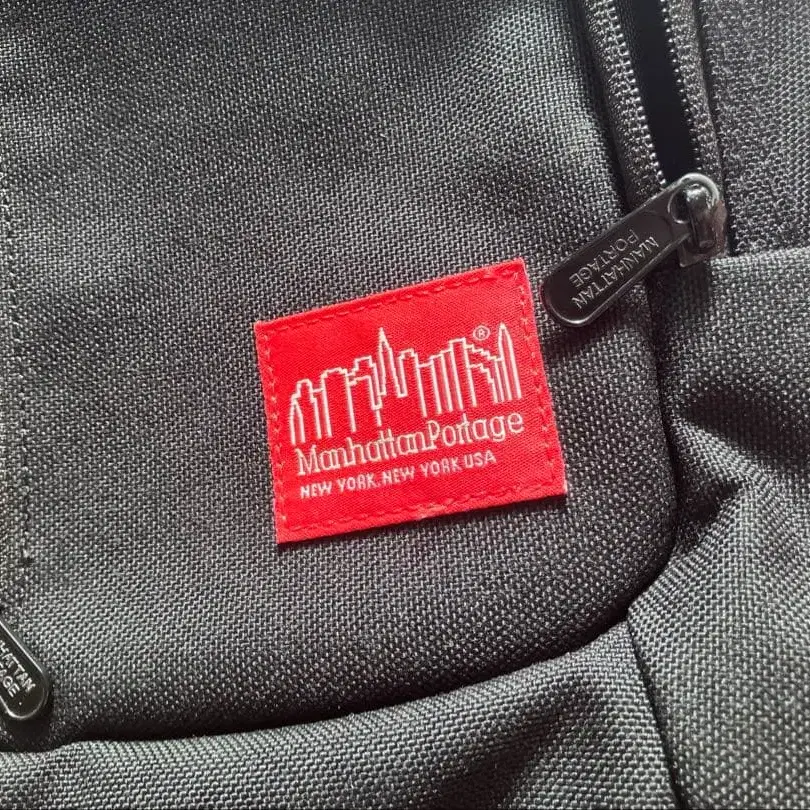 MANHATTAN
PORTAGE
®
ManhattanPortage
NEW YORK, NEW YORK USA